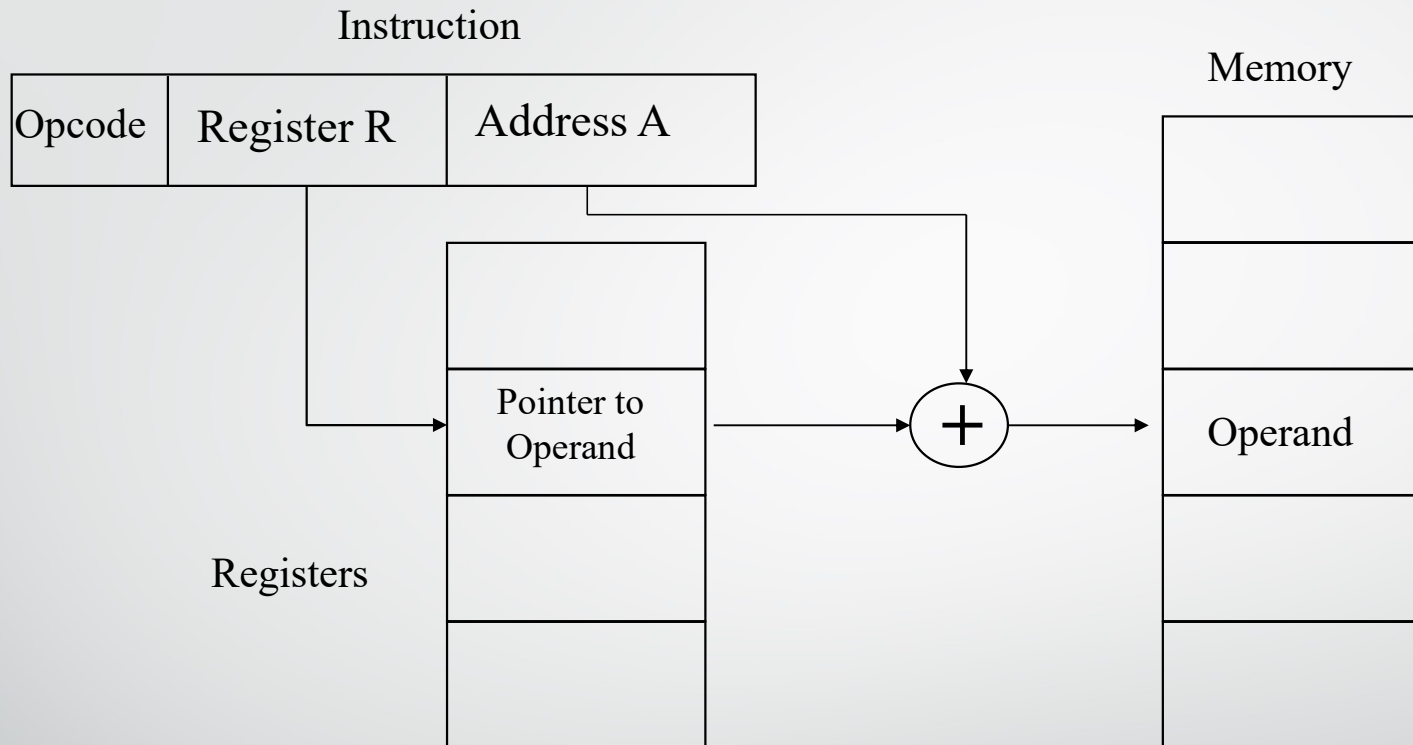 Instruction
Memory
Opcode
Register R
Address A
Pointer to
Operand
+
Operand
Registers